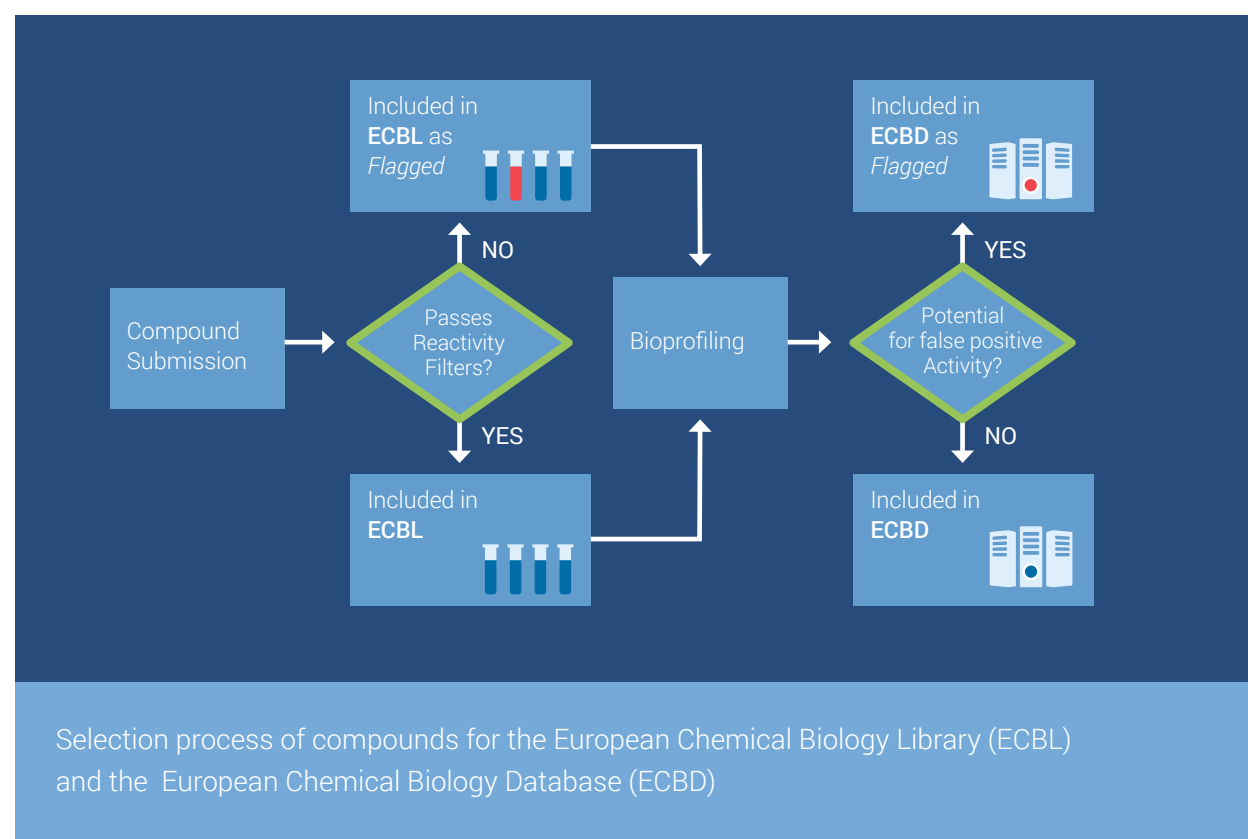 Compound
Submission
Passes
Reactivity
Filters?
NO
Included in
ECBL as
Flagged
YES
Included in
ECBL
Bioprofiling
Potential
for false positive
Activity?
YES
Included in
ECBD as
Flagged
NO
Included in
ECBD
Selection process of compounds for the European Chemical Biology Library (ECBL)
and the European Chemical Biology Database (ECBD)